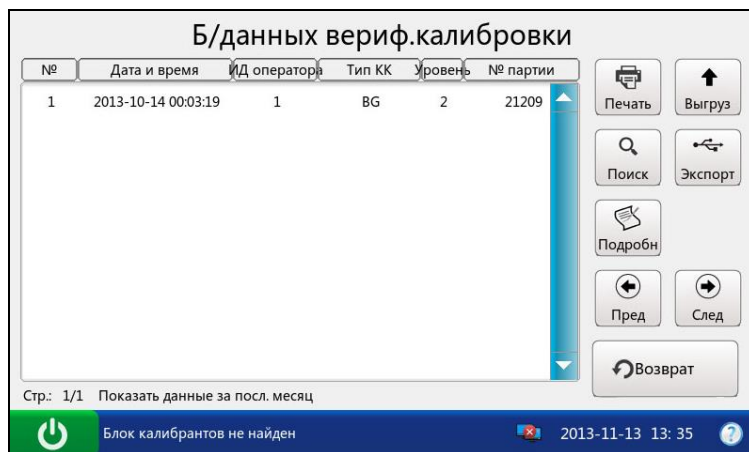 Б/данных вериф.калибровки
№ Дата и время ИД оператора Тип КК Уровень № партии
1 2013-10-14 00:03:19 1 BG 2 21209
Печать Выгруз
Поиск Экспорт
Подробн
Пред След
Возврат
Стр.: 1/1 Показать данные за посл. месяц
Блок калибрантов не найден 2013-11-13 13: 35 ?